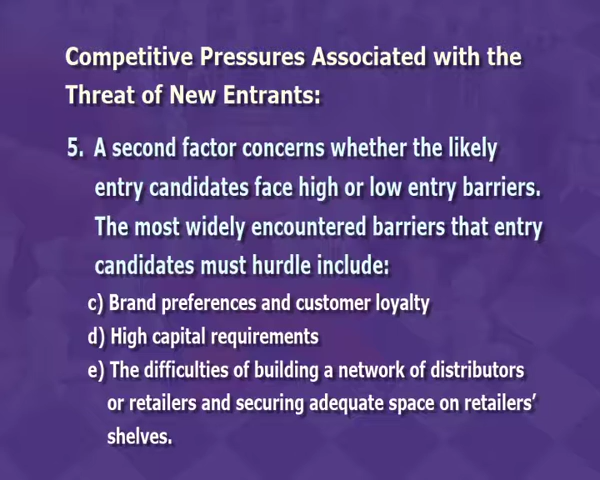 Competitive Pressures Associated with the
Threat of New Entrants:
5. A second factor concerns whether the likely
entry candidates face high or low entry barriers.
The most widely encountered barriers that entry
candidates must hurdle include:
c) Brand preferences and customer loyalty
d) High capital requirements
e) The difficulties of building a network of distributors
or retailers and securing adequate space on retailers’
shelves.